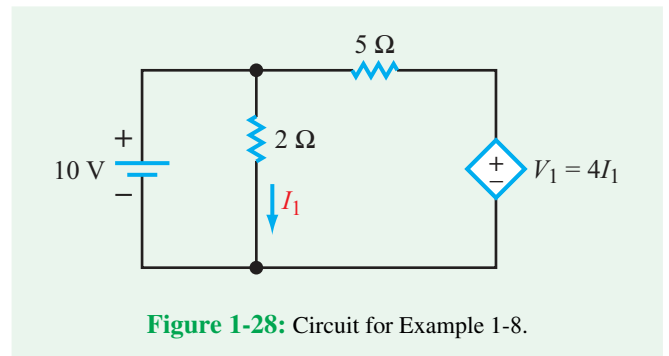 5 Ω
+
2 Ω
10 V
−
I₁
+
−
V₁ = 4I₁
Figure 1-28: Circuit for Example 1-8.